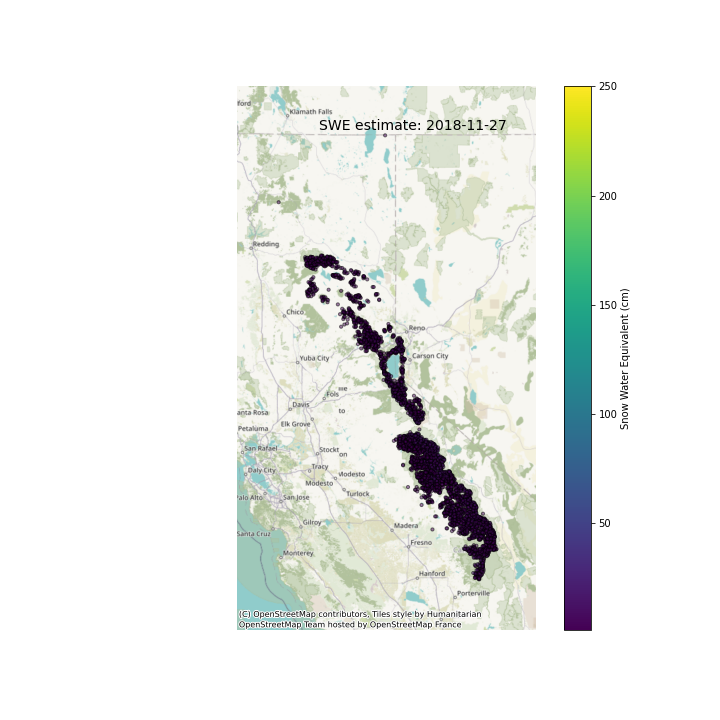 ford
Klamath Falls
SWE estimate: 2018-11-27
Redding
Chico
Reno
Yuba City
Carson City
Davis
Fols
anta Rosa
to
Elk Grove
Petaluma
San Rafael
Stockt
on
Daly City
Tracy
Modesto
Modesto
Palo Alto
San Jose
Turlock
Gilroy
Madera
Santa Cruz
Fresno
Monterey
Hanford
Porterville
(C) OpenStreetMap contributors, Tiles style by Humanitarian
OpenStreetMap Team hosted by OpenStreetMap France
250
200
150
100
50
Snow Water Equivalent (cm)